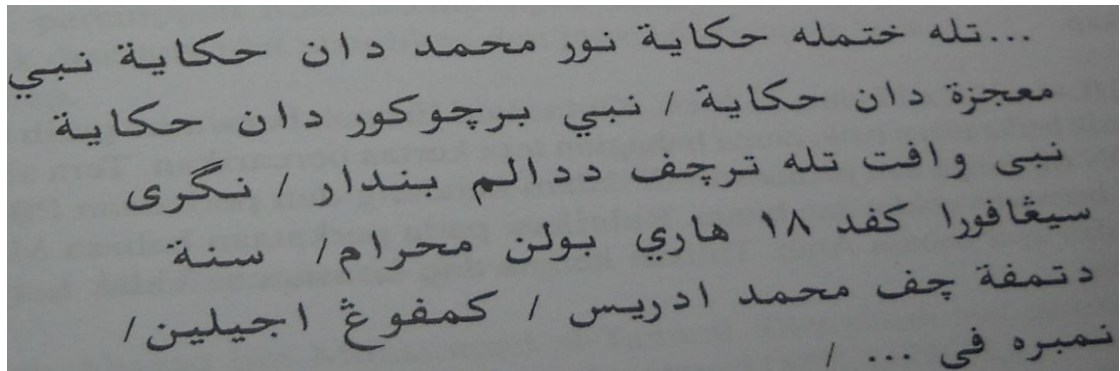 ...تله ختمله حكاية نور محمد دان حكاية نبي
معجزة دان حكاية / نبي برچوكور دان حكاية
نبى وافت تله ترچف ددالم بندار / نگرى
سيڠافورا كفد ١٨ هاري بولن محرام/ سنة
دتمفة چف محمد ادريس / كمفوڠ اجيلين/
نمبره فى ... /